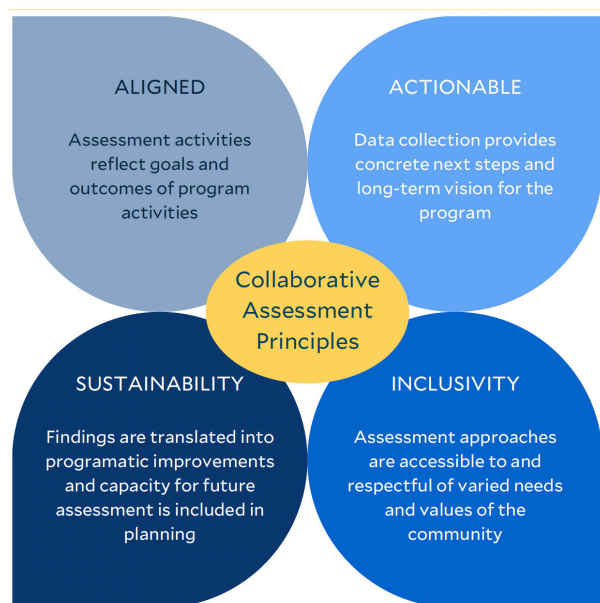 ALIGNED
Assessment activities
reflect goals and
outcomes of program
activities
ACTIONABLE
Data collection provides
concrete next steps and
long-term vision for the
program
Collaborative
Assessment
Principles
SUSTAINABILITY
Findings are translated into
programatic improvements
and capacity for future
assessment is included in
planning
INCLUSIVITY
Assessment approaches
are accessible to and
respectful of varied needs
and values of the
community